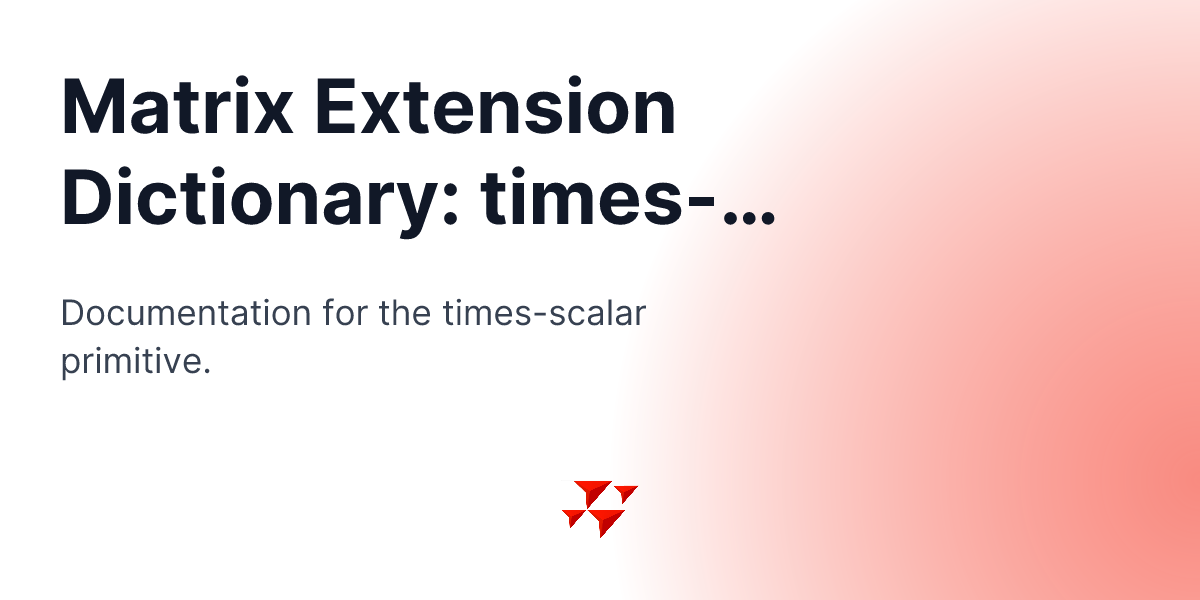 Matrix Extension
Dictionary: times-...
Documentation for the times-scalar
primitive.